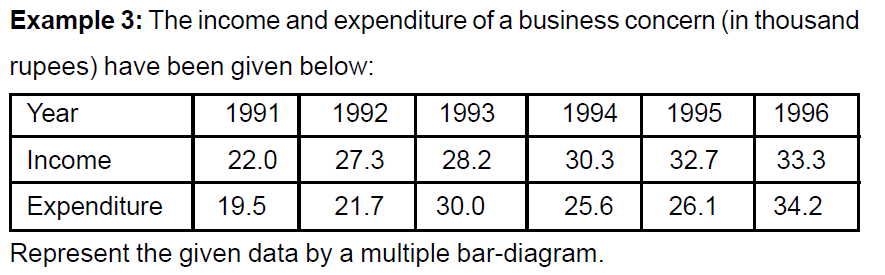 Example 3: The income and expenditure of a business concern (in thousand
rupees) have been given below:
Year 1991 1992 1993 1994 1995 1996
Income 22.0 27.3 28.2 30.3 32.7 33.3
Expenditure 19.5 21.7 30.0 25.6 26.1 34.2
Represent the given data by a multiple bar-diagram.